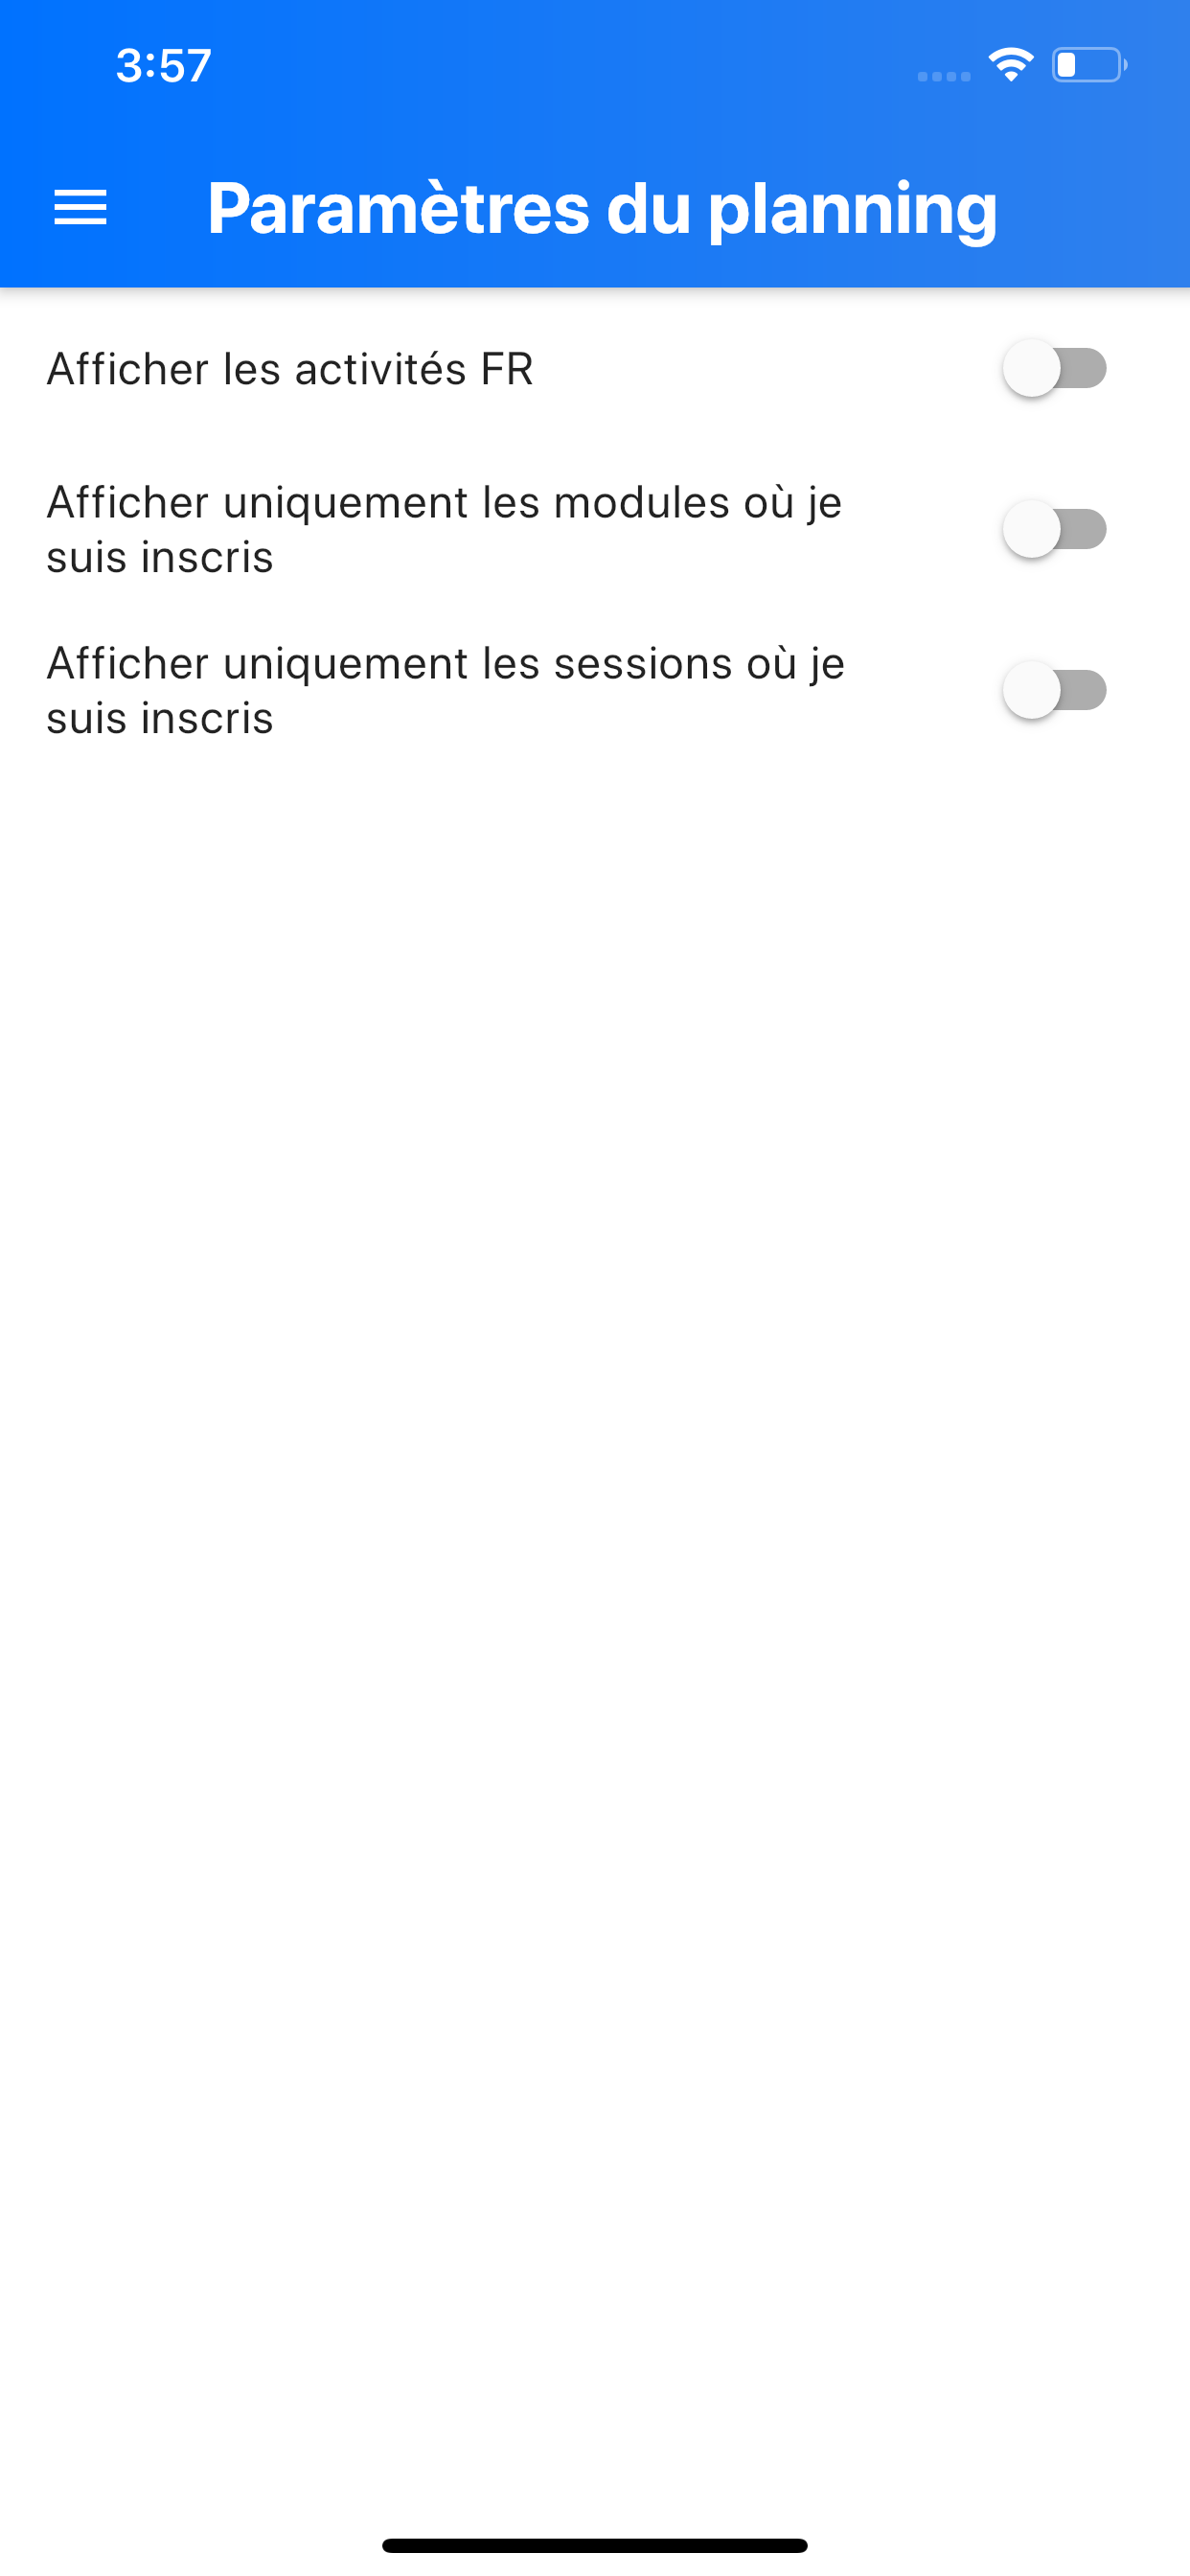 3:57
Paramètres du planning
Afficher les activités FR
Afficher uniquement les modules où je
suis inscris
Afficher uniquement les sessions où je
suis inscris